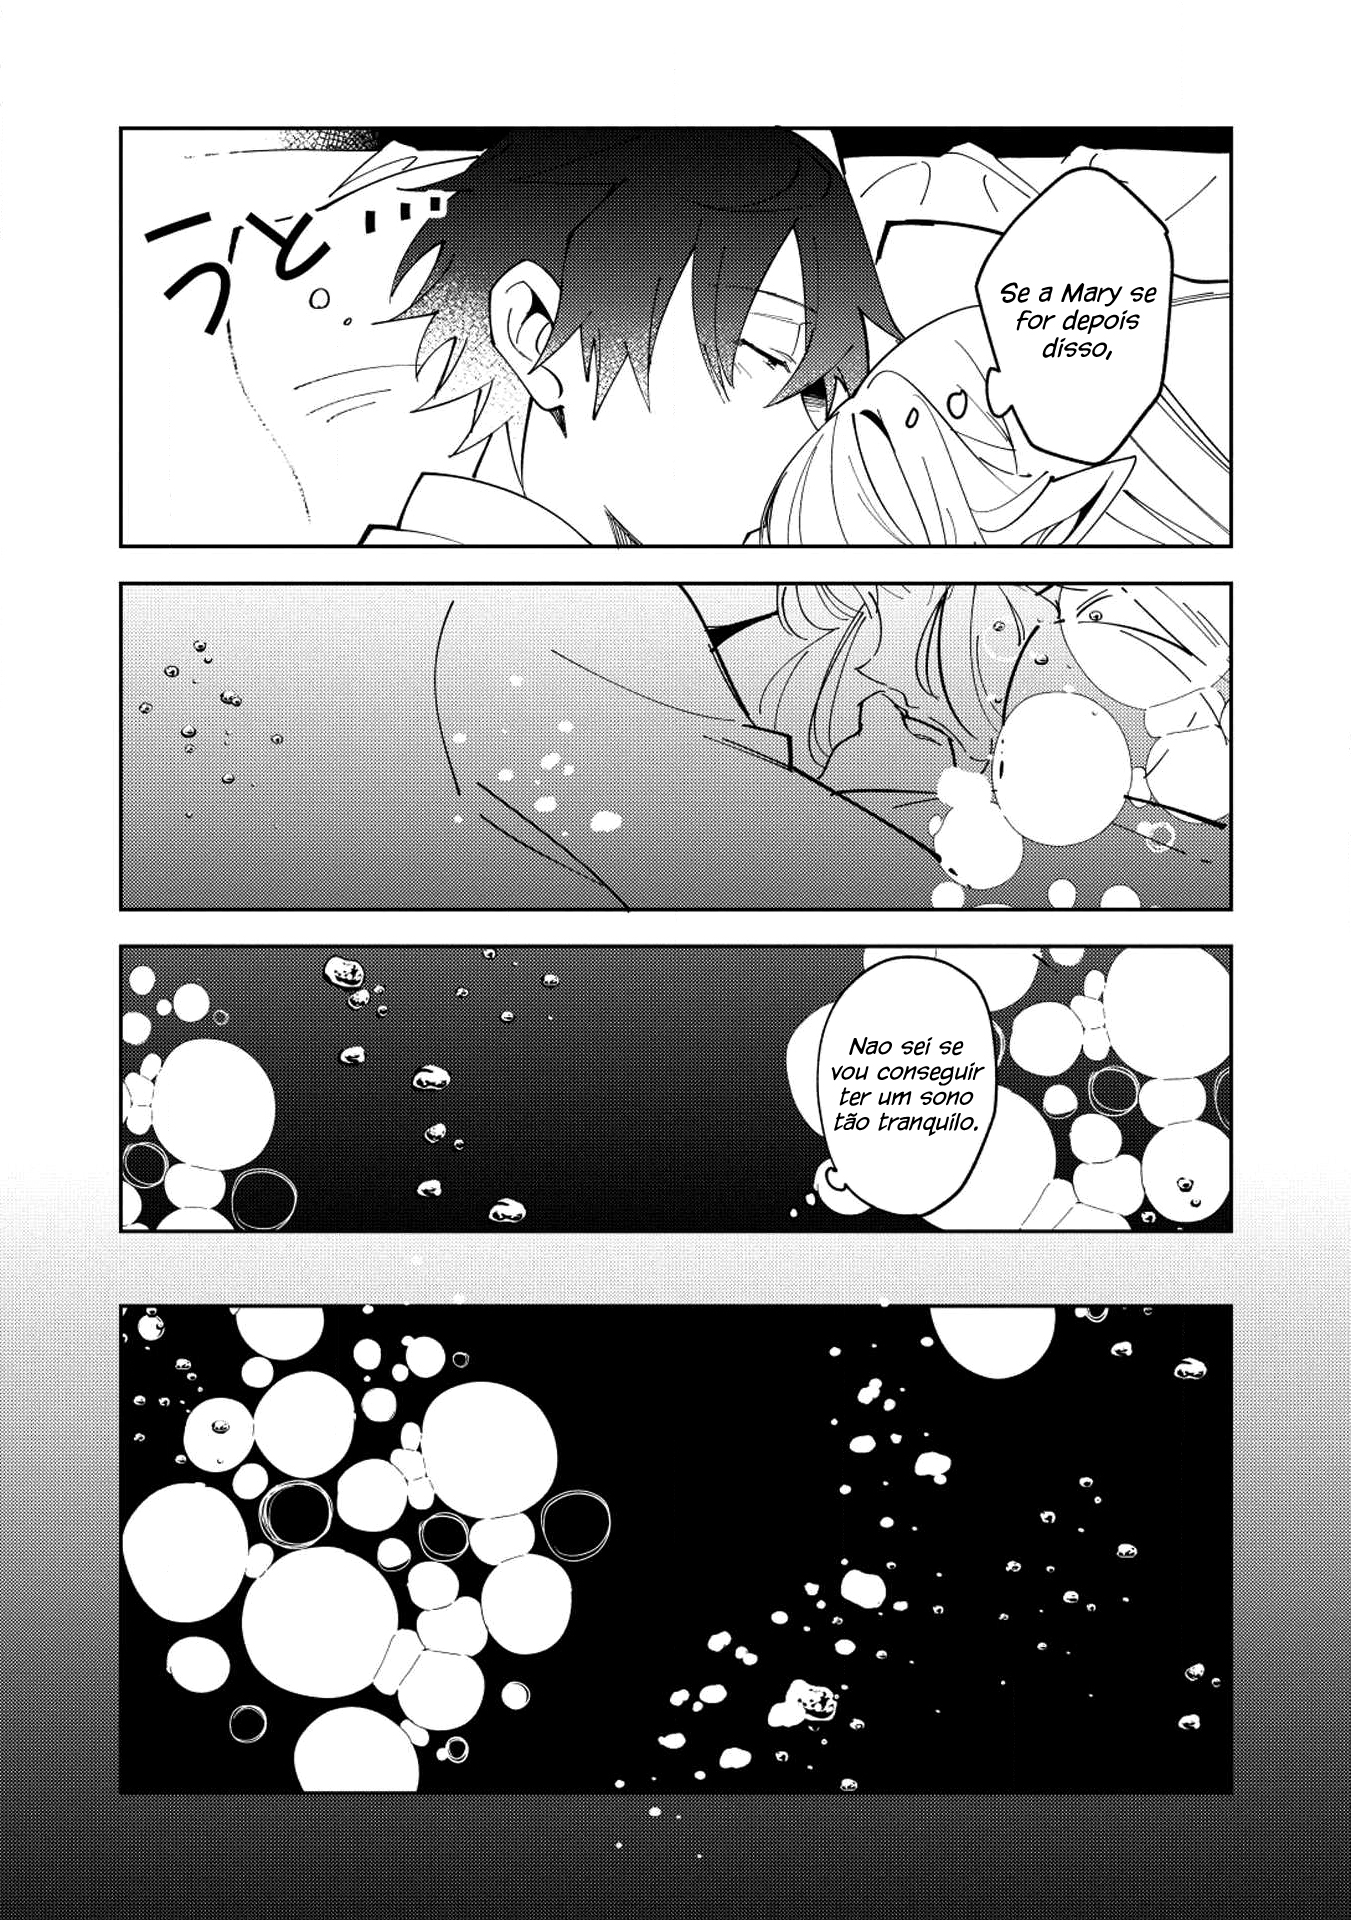 Se a Mary se
for depois
disso,
うと...
Nao sei se
vou conseguir
ter um sono
tão tranquilo.